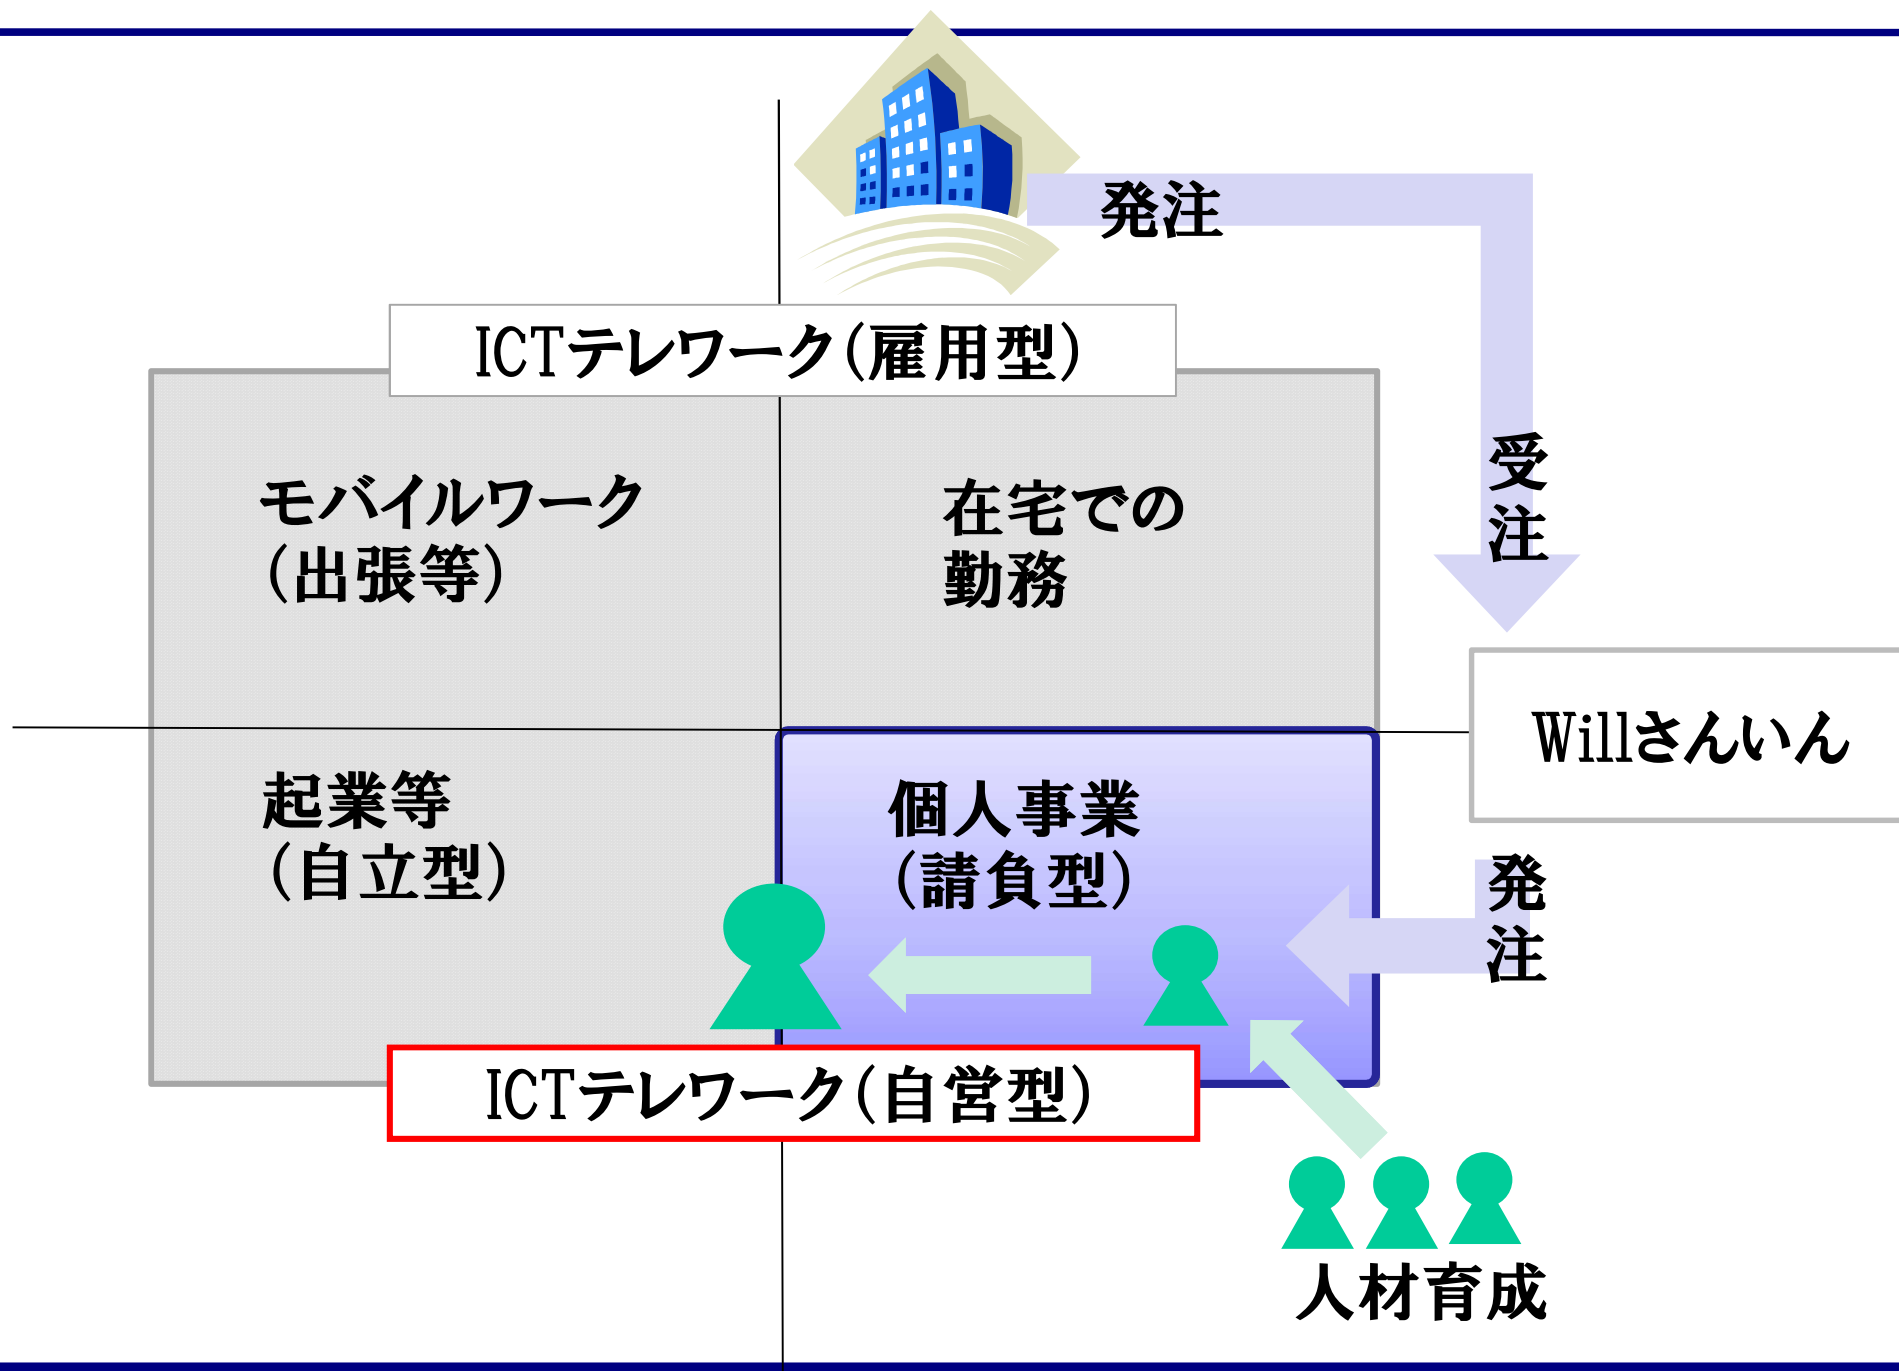 発注
ICTテレワーク(雇用型)
受
注
モバイルワーク
(出張等)
在宅での
勤務
Willさんいん
起業等
(自立型)
個人事業
(請負型)
発
注
ICTテレワーク(自営型)
人材育成